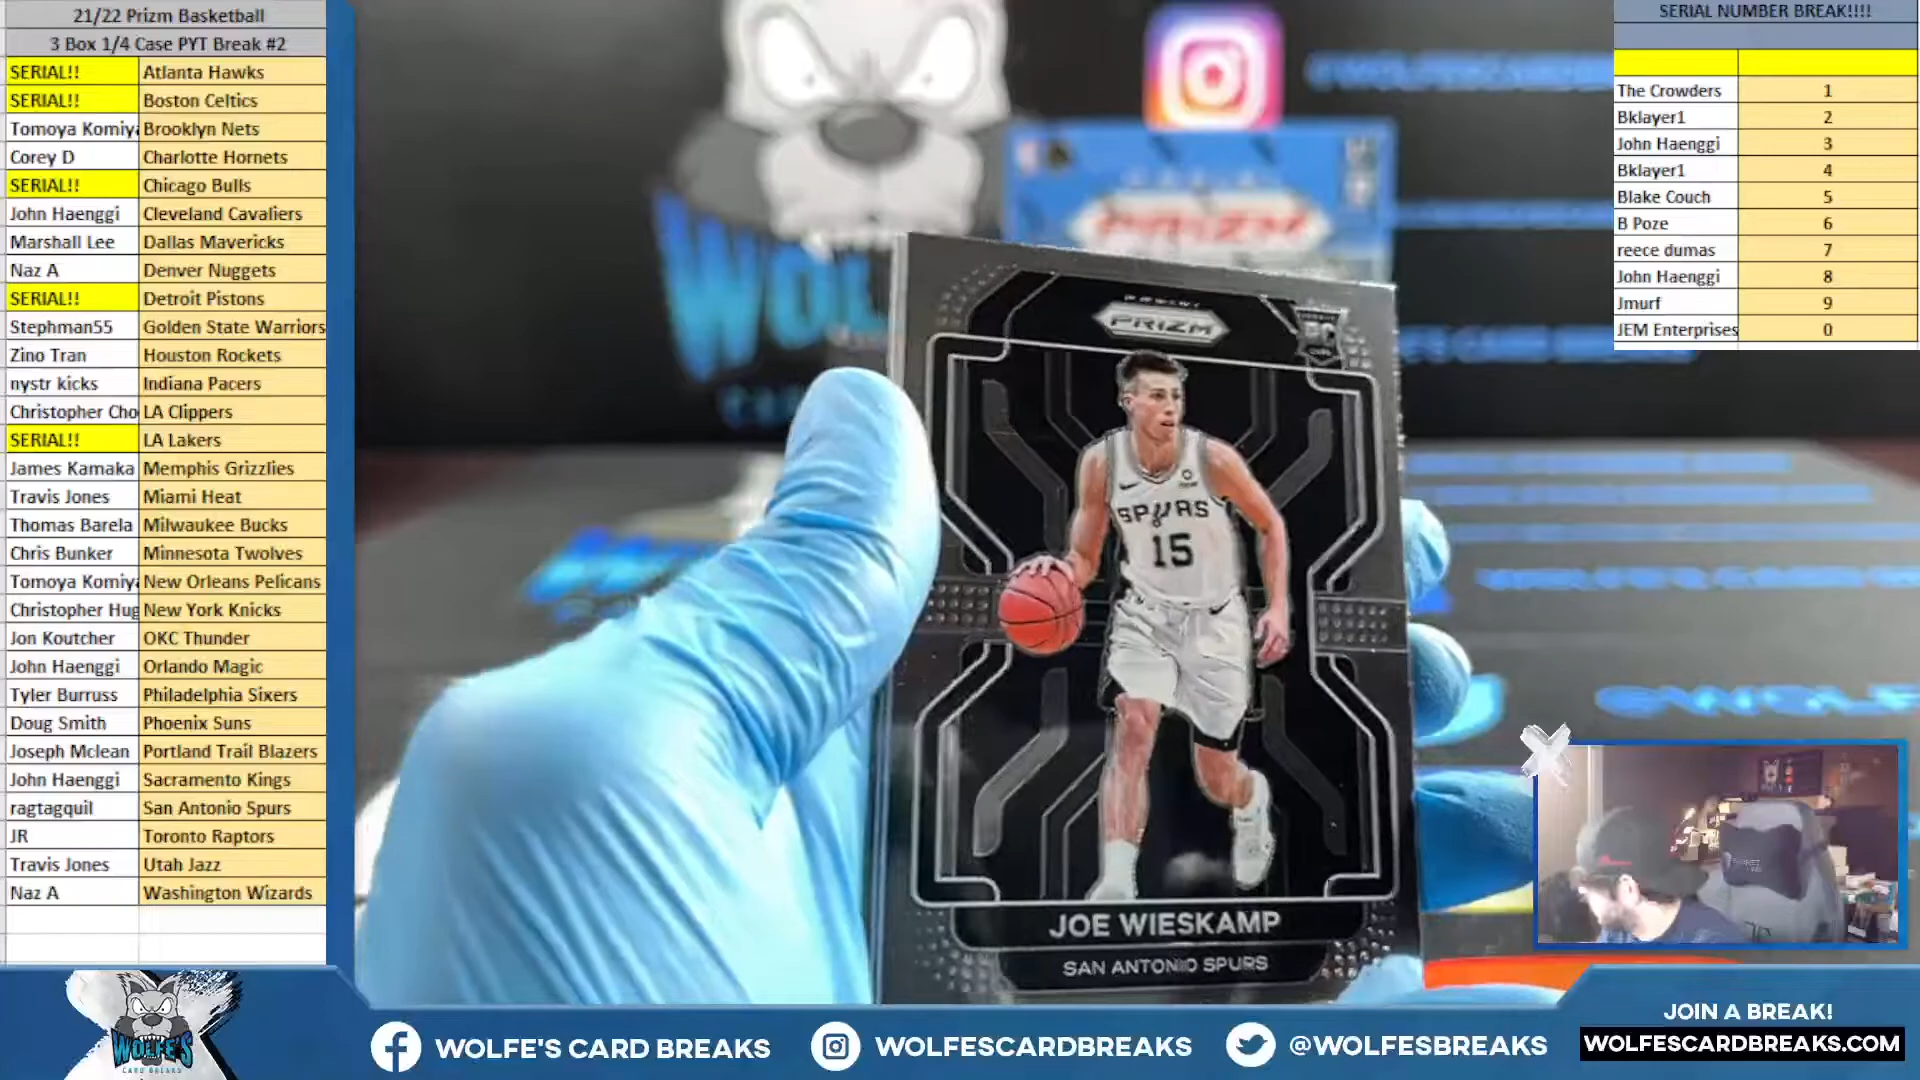 21/22 Prizm Basketball
3 Box 1/4 Case PYT Break #2
SERIAL!! Atlanta Hawks
SERIAL!! Boston Celtics
Tomoya Komiya Brooklyn Nets
Corey D Charlotte Hornets
SERIAL!! Chicago Bulls
John Haenggi Cleveland Cavaliers
Marshall Lee Dallas Mavericks
Naz A Denver Nuggets
SERIAL!! Detroit Pistons
Stephman55 Golden State Warriors
Zino Tran Houston Rockets
nystr kicks Indiana Pacers
Christopher Cho LA Clippers
SERIAL!! LA Lakers
James Kamaka Memphis Grizzlies
Travis Jones Miami Heat
Thomas Barela Milwaukee Bucks
Chris Bunker Minnesota Twolves
Tomoya Komiya New Orleans Pelicans
Christopher Hug New York Knicks
Jon Koutcher OKC Thunder
John Haenggi Orlando Magic
Tyler Burruss Philadelphia Sixers
Doug Smith Phoenix Suns
Joseph Mclean Portland Trail Blazers
John Haenggi Sacramento Kings
ragtagquil San Antonio Spurs
JR Toronto Raptors
Travis Jones Utah Jazz
Naz A Washington Wizards
SERIAL NUMBER BREAK!!!!
The Crowders 1
Bklayer1 2
John Haenggi 3
Bklayer1 4
Blake Couch 5
B Poze 6
reece dumas 7
John Haenggi 8
Jmurf 9
JEM Enterprises 0
PRIZM
PANINI
PRIZM
RC
SPURS
15
JOE WIESKAMP
SAN ANTONIO SPURS
WOLFE'S
CARD BREAKS
WOLFE'S CARD BREAKS
WOLFESCARDBREAKS
@WOLFESBREAKS
JOIN A BREAK!
WOLFESCARDBREAKS.COM